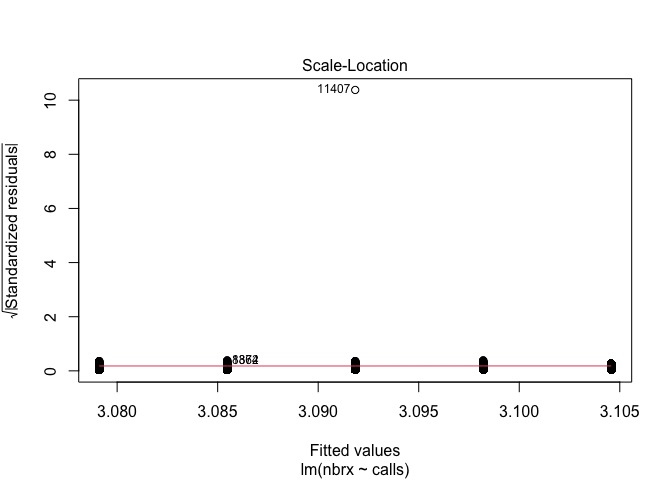 Scale-Location
11407
10
8
6
4
2
0
√|Standardized residuals|
3.080 3.085 3.090 3.095 3.100 3.105
Fitted values
lm(nbrx ~ calls)